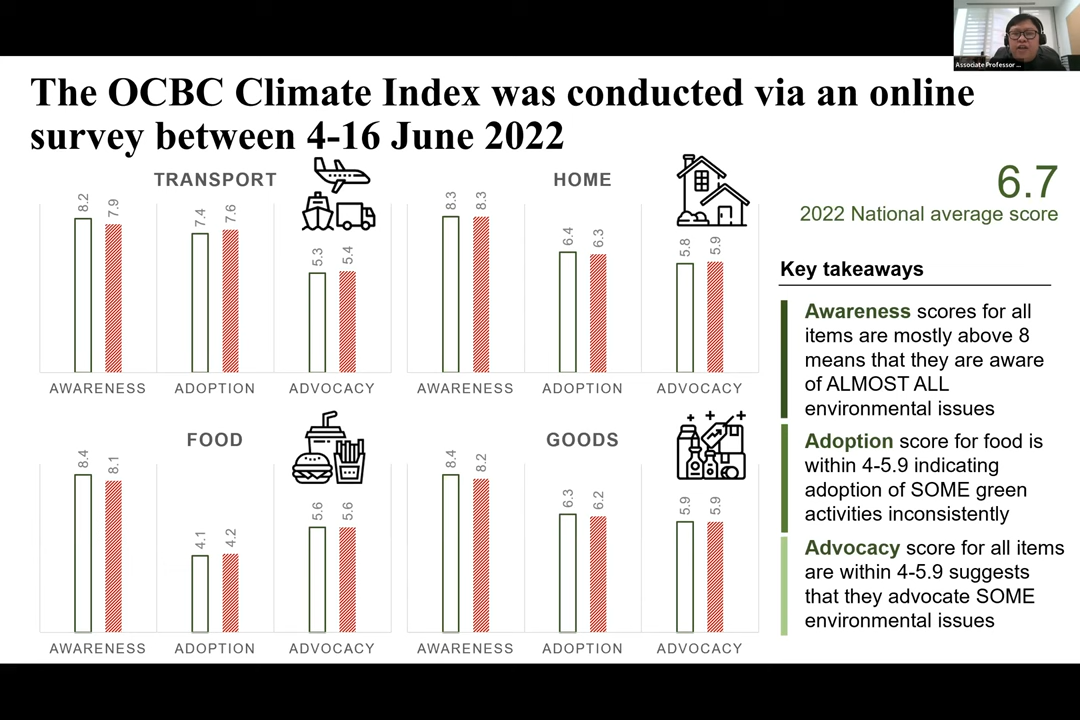 Associate Professor ...
The OCBC Climate Index was conducted via an online
survey between 4-16 June 2022
TRANSPORT
8.2
7.9
7.4
7.6
5.3
5.4
AWARENESS
ADOPTION
ADVOCACY
HOME
8.3
8.3
6.4
6.3
5.8
5.9
AWARENESS
ADOPTION
ADVOCACY
FOOD
8.4
8.1
4.1
4.2
5.6
5.6
AWARENESS
ADOPTION
ADVOCACY
GOODS
8.4
8.2
6.3
6.2
5.9
5.9
AWARENESS
ADOPTION
ADVOCACY
6.7
2022 National average score
Key takeaways
Awareness scores for all
items are mostly above 8
means that they are aware
of ALMOST ALL
environmental issues
Adoption score for food is
within 4-5.9 indicating
adoption of SOME green
activities inconsistently
Advocacy score for all items
are within 4-5.9 suggests
that they advocate SOME
environmental issues